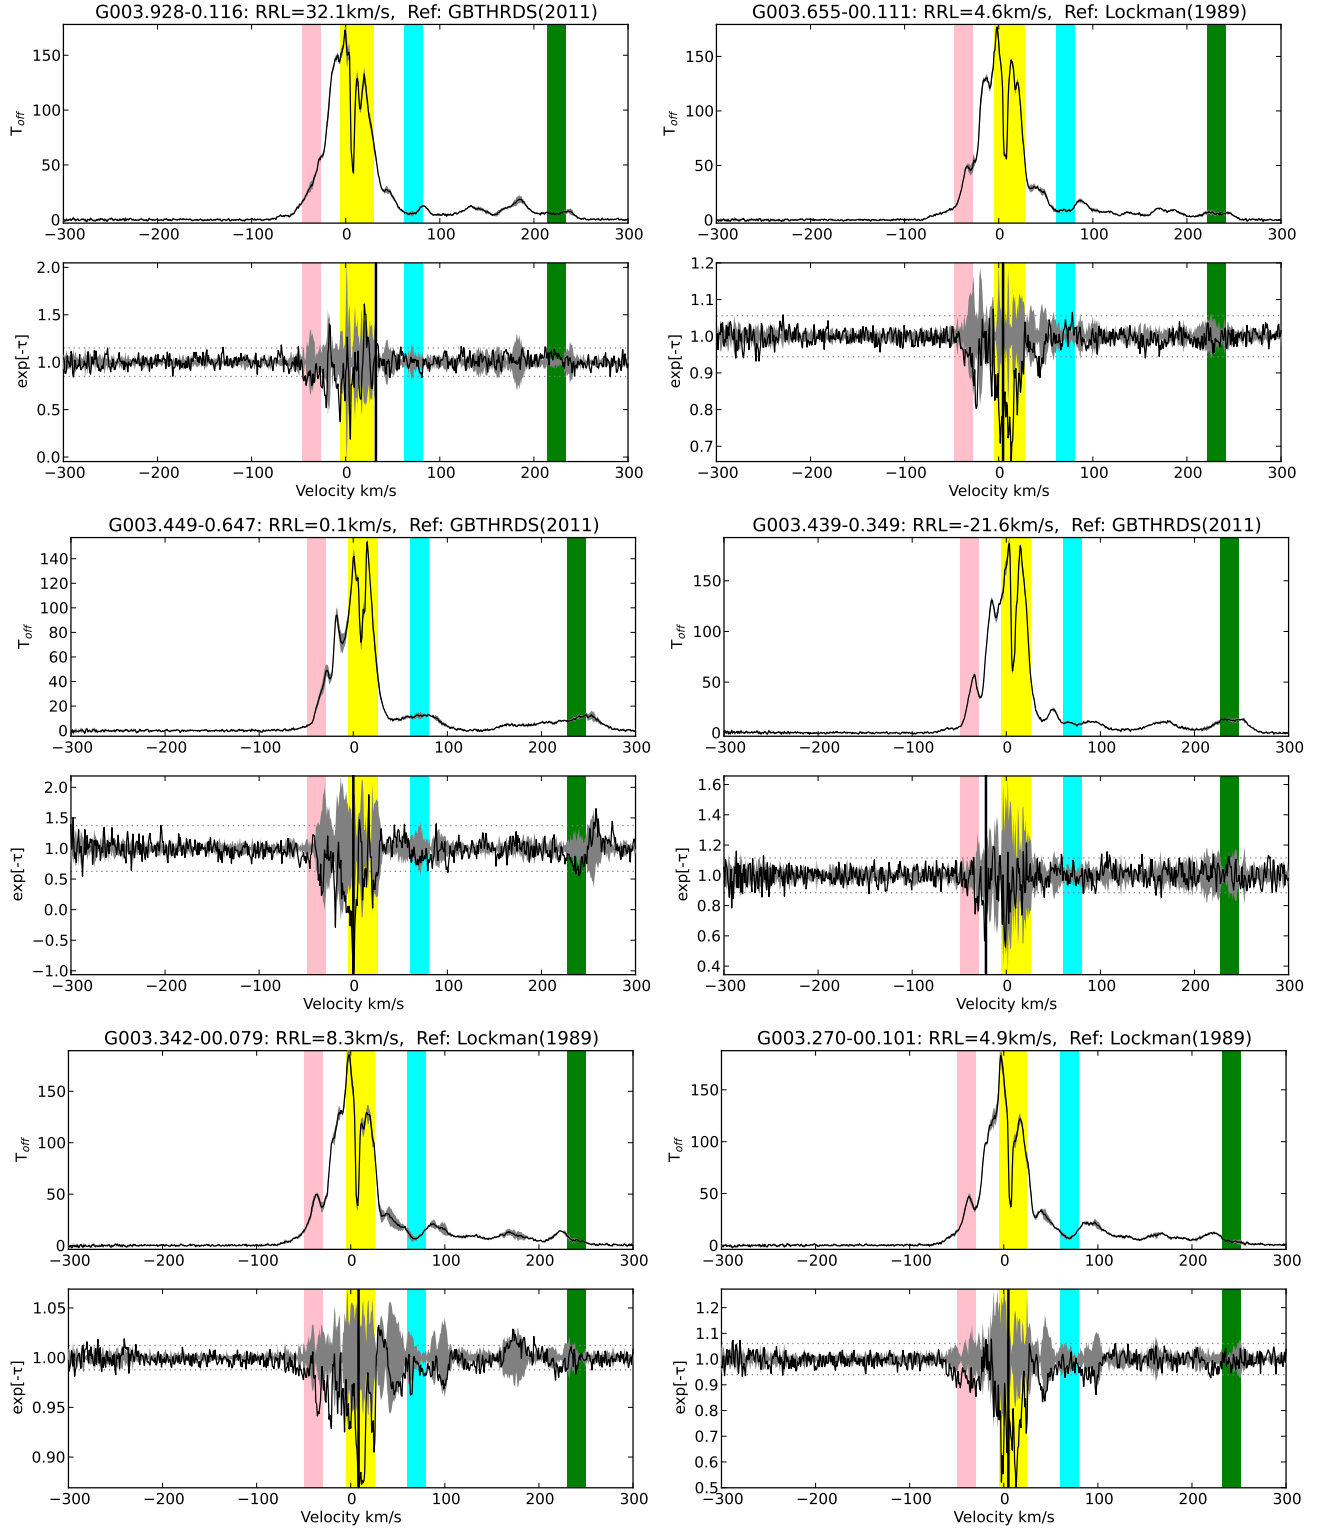 G003.928-0.116: RRL=32.1km/s, Ref: GBTHRDS(2011)
T_off
150
100
50
0
−300 −200 −100 0 100 200 300
exp[-τ]
2.0
1.5
1.0
0.5
0.0
−300 −200 −100 0 100 200 300
Velocity km/s
G003.655-00.111: RRL=4.6km/s, Ref: Lockman(1989)
T_off
150
100
50
0
−300 −200 −100 0 100 200 300
exp[-τ]
1.2
1.1
1.0
0.9
0.8
0.7
−300 −200 −100 0 100 200 300
Velocity km/s
G003.449-0.647: RRL=0.1km/s, Ref: GBTHRDS(2011)
T_off
140
120
100
80
60
40
20
0
−300 −200 −100 0 100 200 300
exp[-τ]
2.0
1.5
1.0
0.5
0.0
−0.5
−1.0
−300 −200 −100 0 100 200 300
Velocity km/s
G003.439-0.349: RRL=-21.6km/s, Ref: GBTHRDS(2011)
T_off
150
100
50
0
−300 −200 −100 0 100 200 300
exp[-τ]
1.6
1.4
1.2
1.0
0.8
0.6
0.4
−300 −200 −100 0 100 200 300
Velocity km/s
G003.342-00.079: RRL=8.3km/s, Ref: Lockman(1989)
T_off
150
100
50
0
−300 −200 −100 0 100 200 300
exp[-τ]
1.05
1.00
0.95
0.90
−300 −200 −100 0 100 200 300
Velocity km/s
G003.270-00.101: RRL=4.9km/s, Ref: Lockman(1989)
T_off
150
100
50
0
−300 −200 −100 0 100 200 300
exp[-τ]
1.2
1.1
1.0
0.9
0.8
0.7
0.6
0.5
−300 −200 −100 0 100 200 300
Velocity km/s